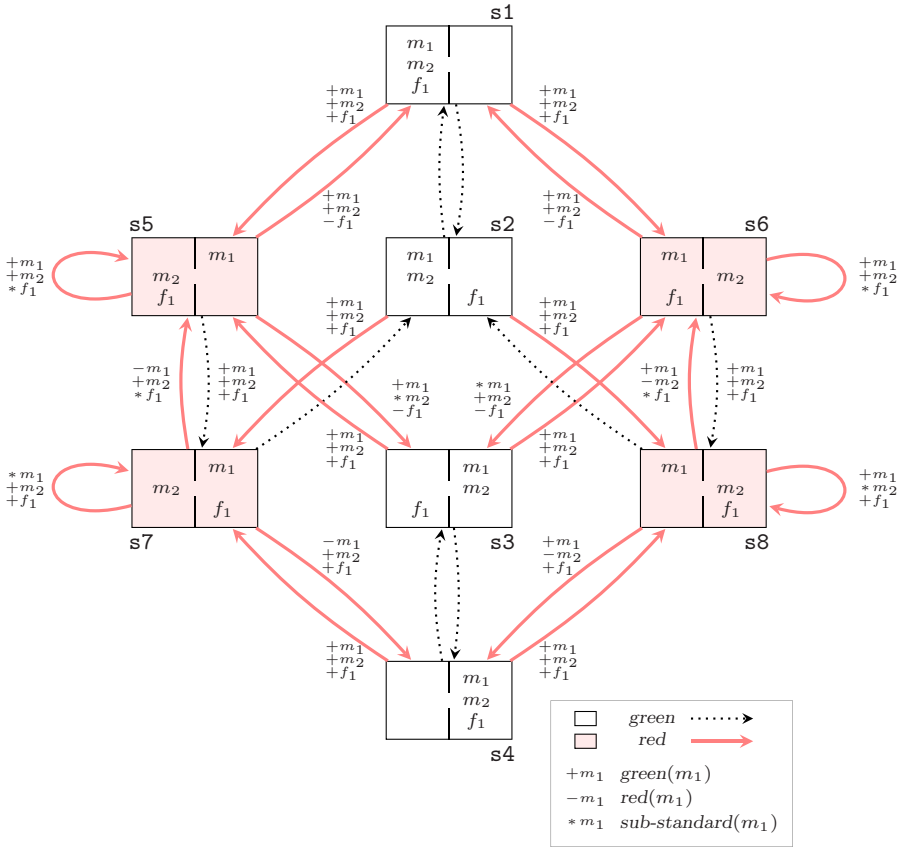 s1
m1
m2
f1
+m1
+m2
+f1
+m1
+m2
+f1
+m1
+m2
-f1
+m1
+m2
-f1
s5
s2
s6
m1
m2
f1
m1
m2
f1
m1
m2
f1
+m1
+m2
*f1
+m1
+m2
*f1
+m1
+m2
+f1
+m1
+m2
+f1
-m1
+m2
*f1
+m1
+m2
+f1
+m1
*m2
-f1
*m1
+m2
-f1
+m1
-m2
*f1
+m1
+m2
+f1
+m1
+m2
+f1
+m1
+m2
+f1
m1
m2
f1
m1
m2
f1
m1
m2
f1
*m1
+m2
+f1
+m1
*m2
+f1
s7
s3
s8
-m1
+m2
+f1
+m1
-m2
+f1
+m1
+m2
+f1
+m1
+m2
+f1
m1
m2
f1
s4
green
red
+m1 green(m1)
-m1 red(m1)
*m1 sub-standard(m1)